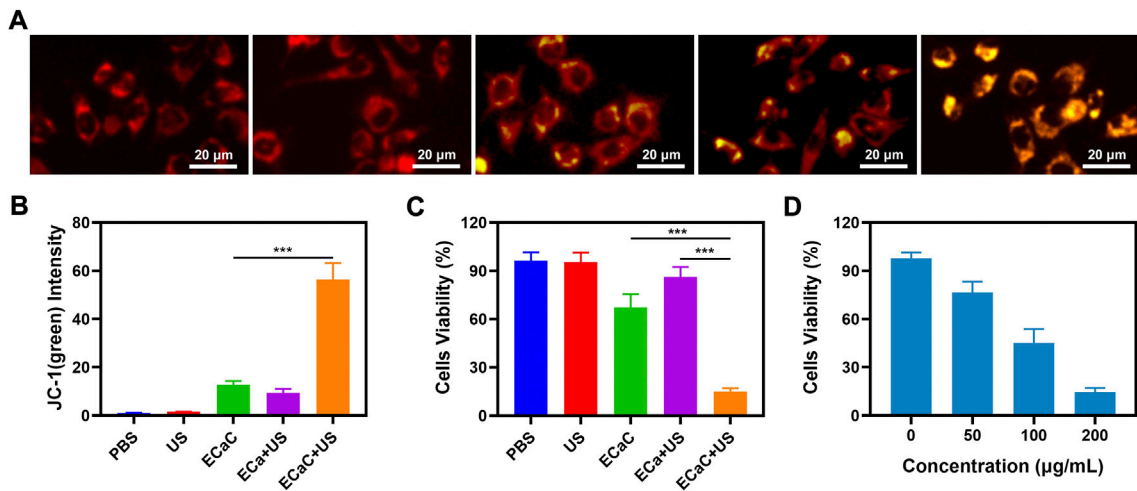 A
20 μm
20 μm
20 μm
20 μm
20 μm
B
JC-1(green) Intensity
80
60
40
20
0
***
PBS
US
ECaC
ECa+US
ECaC+US
C
Cells Viability (%)
120
90
60
30
0
***
***
PBS
US
ECaC
ECa+US
ECaC+US
D
Cells Viability (%)
120
90
60
30
0
0
50
100
200
Concentration (μg/mL)